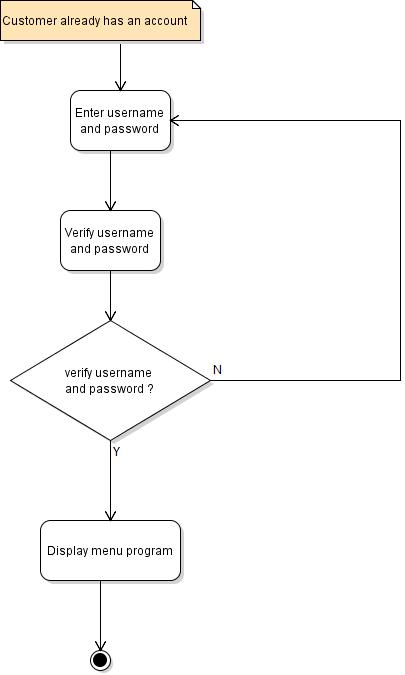 Customer already has an account
Enter username
and password
Verify username
and password
verify username
and password ?
N
Y
Display menu program